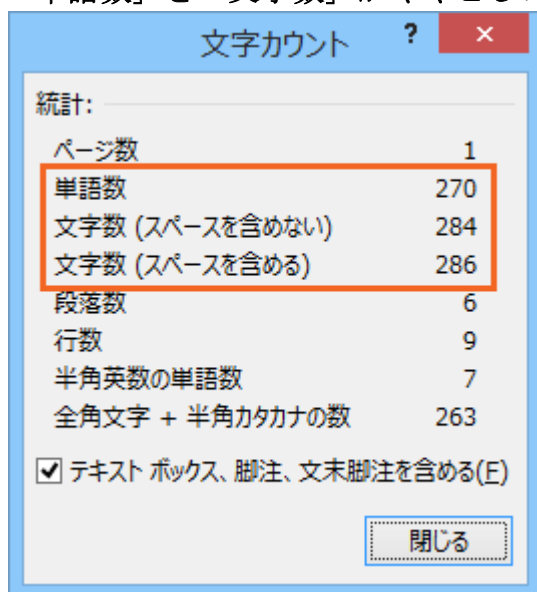 文字カウント ? ×
統計:
ページ数 1
単語数 270
文字数 (スペースを含めない) 284
文字数 (スペースを含める) 286
段落数 6
行数 9
半角英数の単語数 7
全角文字 + 半角カタカナの数 263
テキスト ボックス、脚注、文末脚注を含める(F)
閉じる